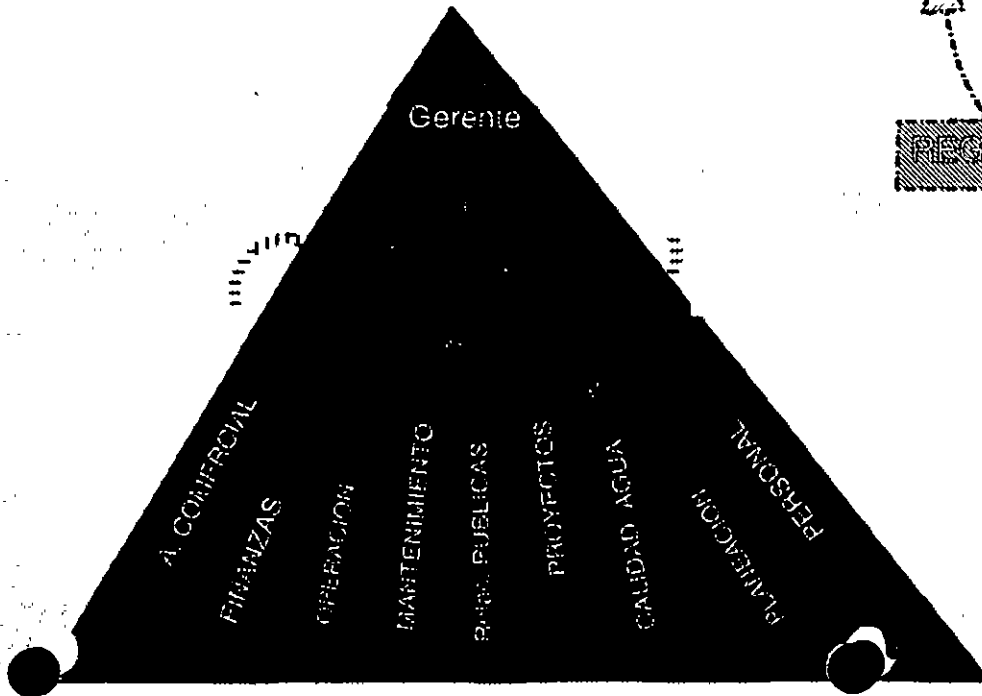 Gerente
A. COMERCIAL
FINANZAS
OPERACION
MANTENIMIENTO
PUBLICAS
PROYECTOS
CALIDAD AGUA
PLANEACION
PERSONAL